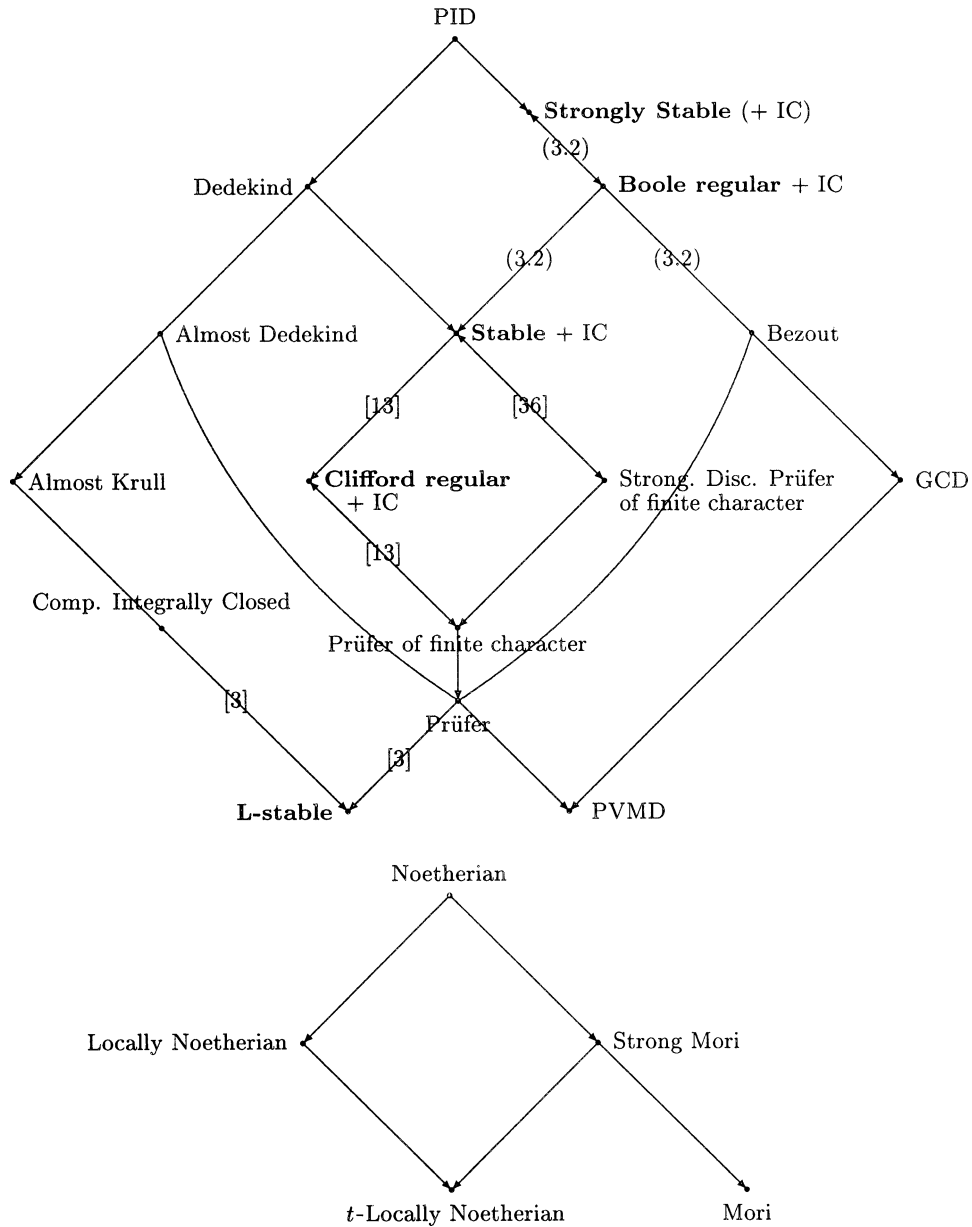 PID
Strongly Stable (+ IC)
(3.2)
Dedekind
Boole regular + IC
(3.2)
(3.2)
Almost Dedekind
Stable + IC
Bezout
[13]
[36]
Almost Krull
Clifford regular
+ IC
Strong. Disc. Prüfer
of finite character
GCD
[13]
Comp. Integrally Closed
Prüfer of finite character
[3]
Prüfer
[3]
L-stable
PVMD
Noetherian
Locally Noetherian
Strong Mori
t-Locally Noetherian
Mori